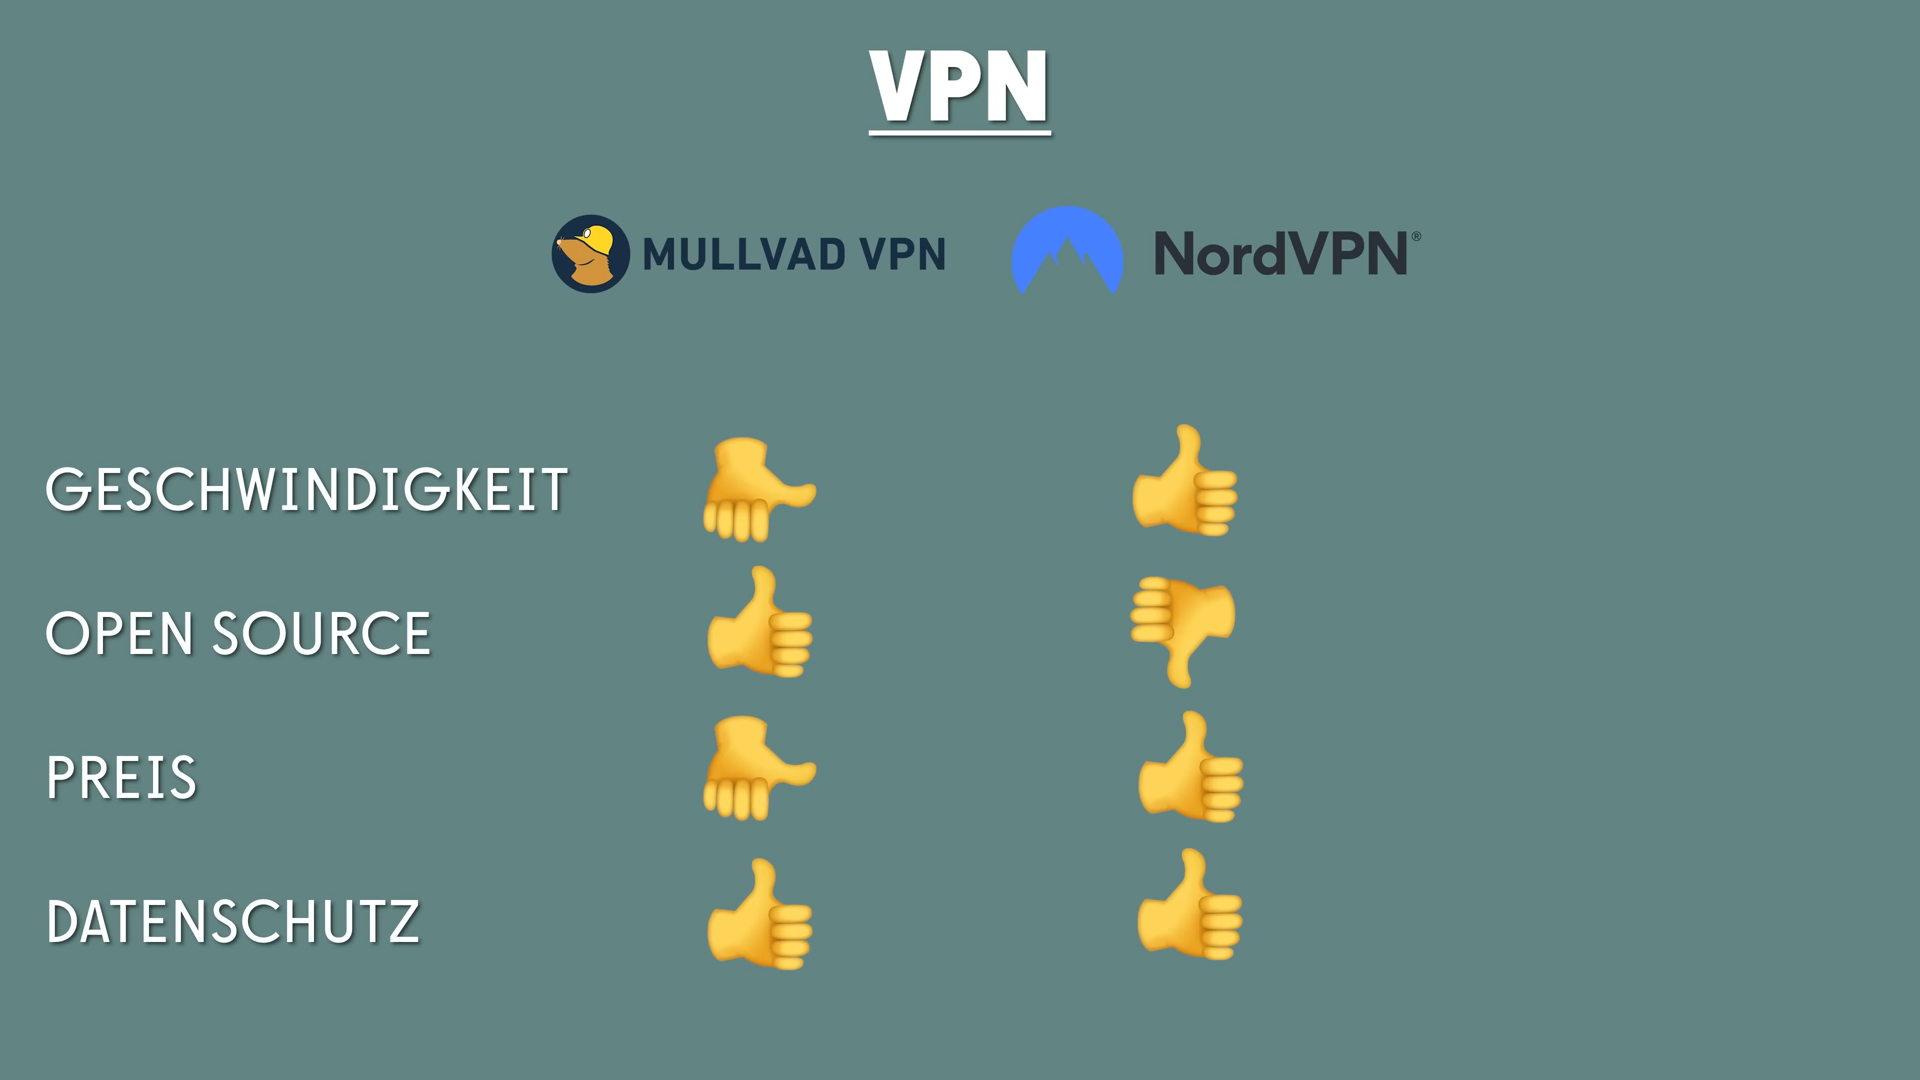 VPN
MULLVAD VPN
NordVPN®
GESCHWINDIGKEIT
OPEN SOURCE
PREIS
DATENSCHUTZ